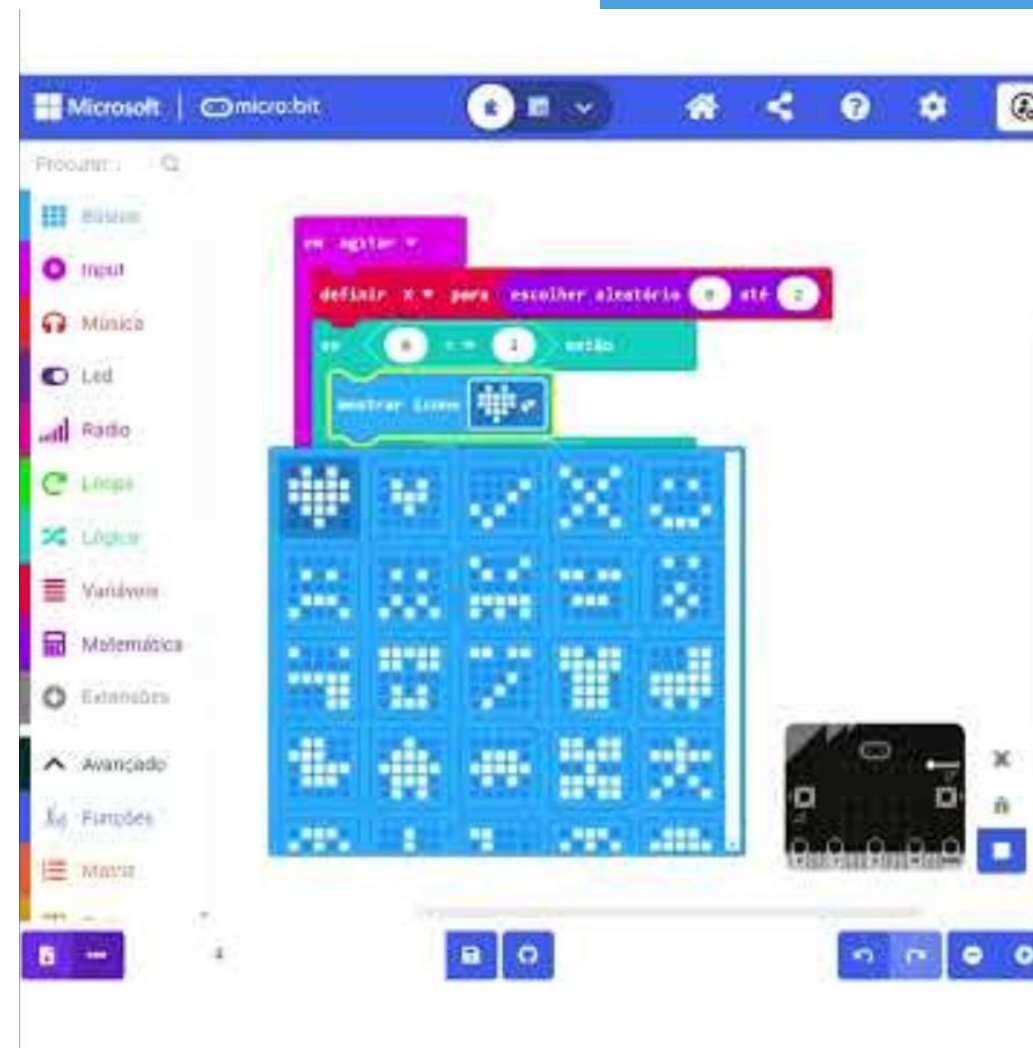 Microsoft | micro:bit
Procurar...
Básico
Input
Música
Led
Rádio
Loops
Lógica
Variáveis
Matemática
Extensões
Avançado
Funções
Matriz
em agitar
definir x para escolher aleatório 0 até 2
se 0 = 1 então
mostrar ícone